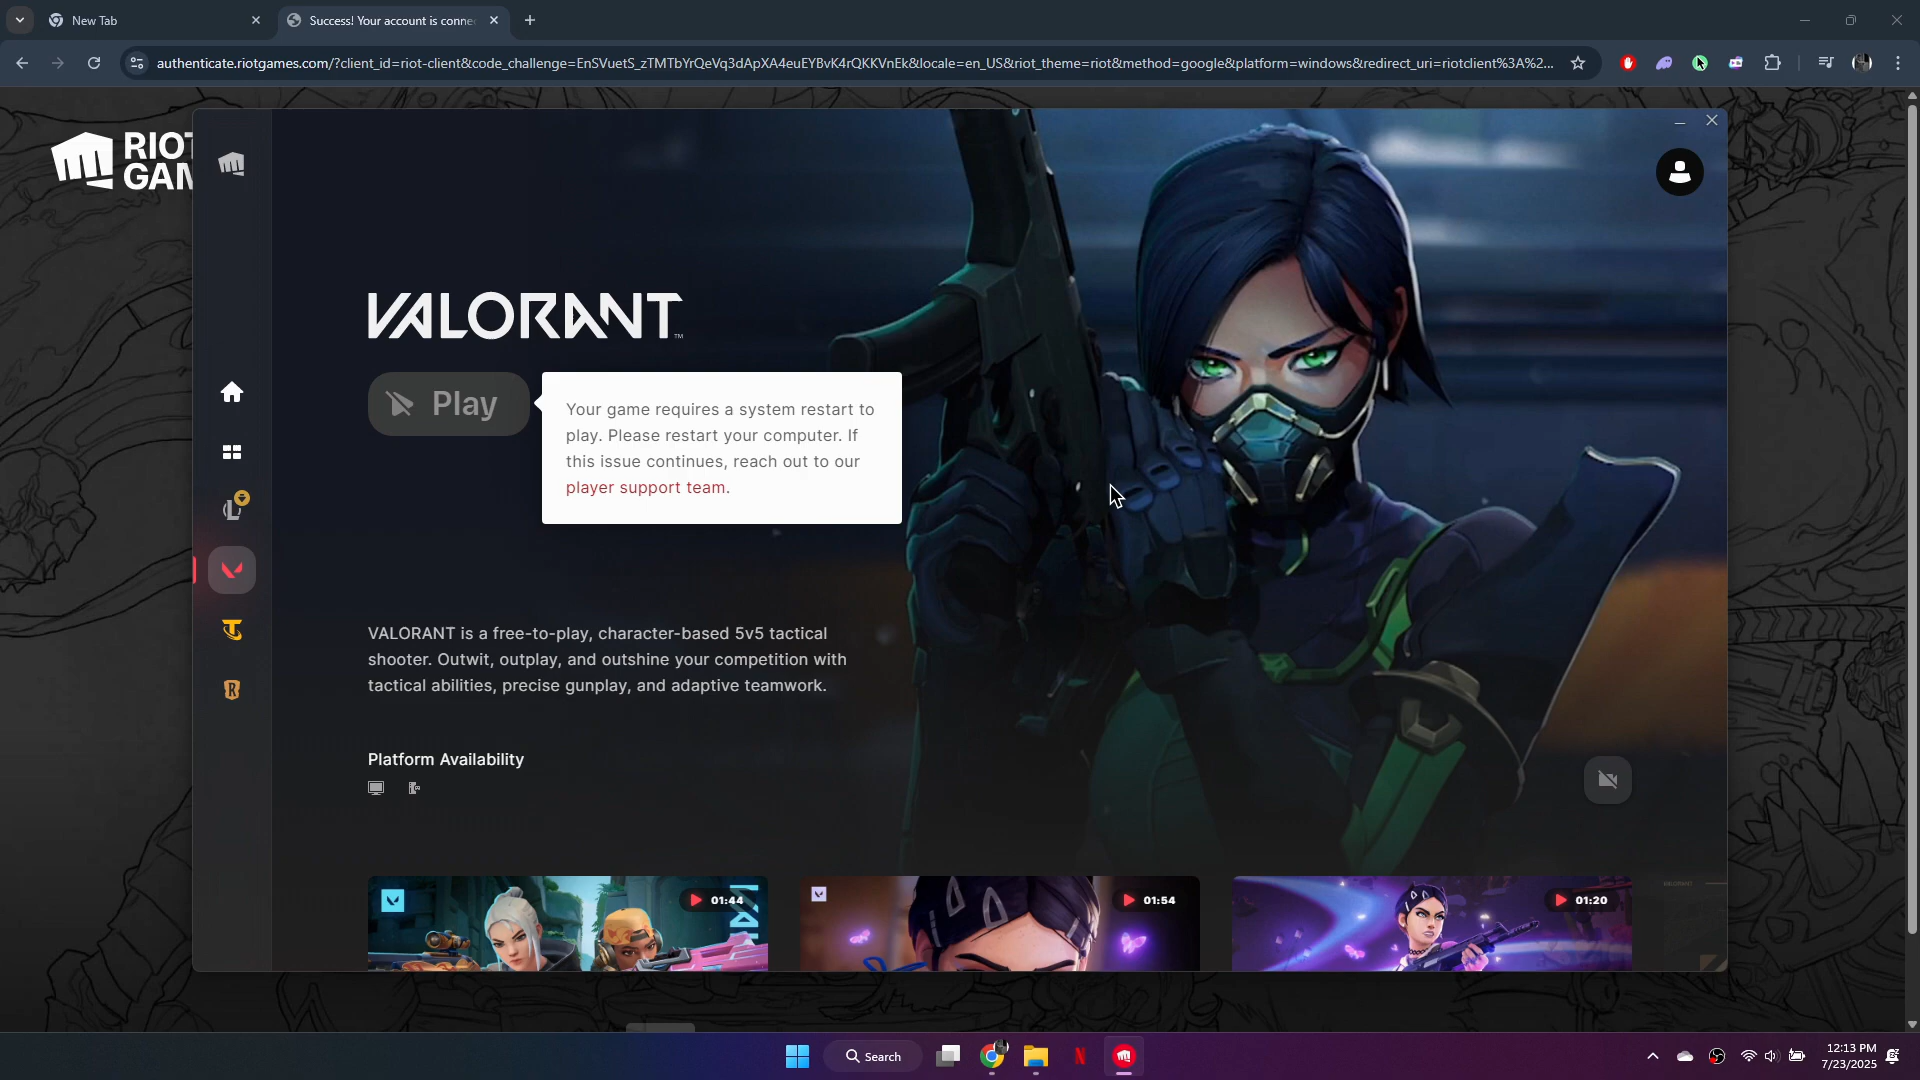 New Tab
Success! Your account is connec
authenticate.riotgames.com/?client_id=riot-client&code_challenge=EnSVuetS_zTMTbYrQeVq3dApXA4euEYBvK4rQKKVnEk&locale=en_US&riot_theme=riot&method=google&platform=windows&redirect_uri=riotclient%3A%2...
RIOT
GAM
VALORANT
TM
Play
Your game requires a system restart to
play. Please restart your computer. If
this issue continues, reach out to our
player support team.
VALORANT is a free-to-play, character-based 5v5 tactical
shooter. Outwit, outplay, and outshine your competition with
tactical abilities, precise gunplay, and adaptive teamwork.
Platform Availability
01:44
01:54
01:20
Search
12:13 PM
7/23/2025